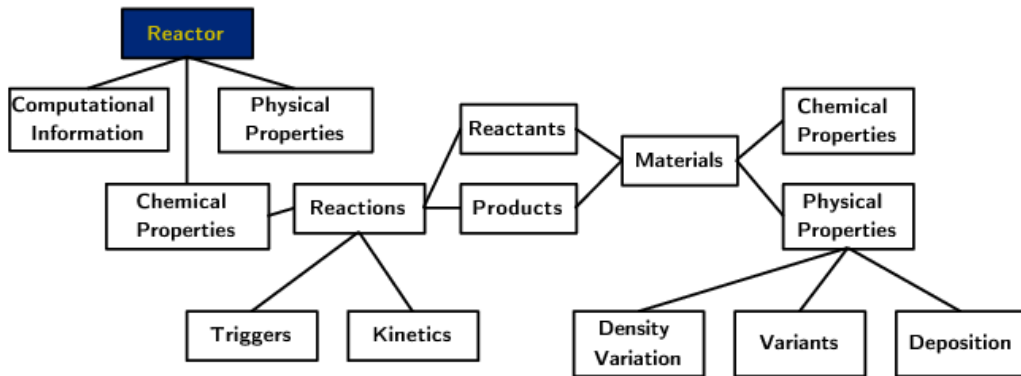 Reactor
Computational
Information
Physical
Properties
Chemical
Properties
Reactions
Reactants
Products
Materials
Chemical
Properties
Physical
Properties
Triggers
Kinetics
Density
Variation
Variants
Deposition